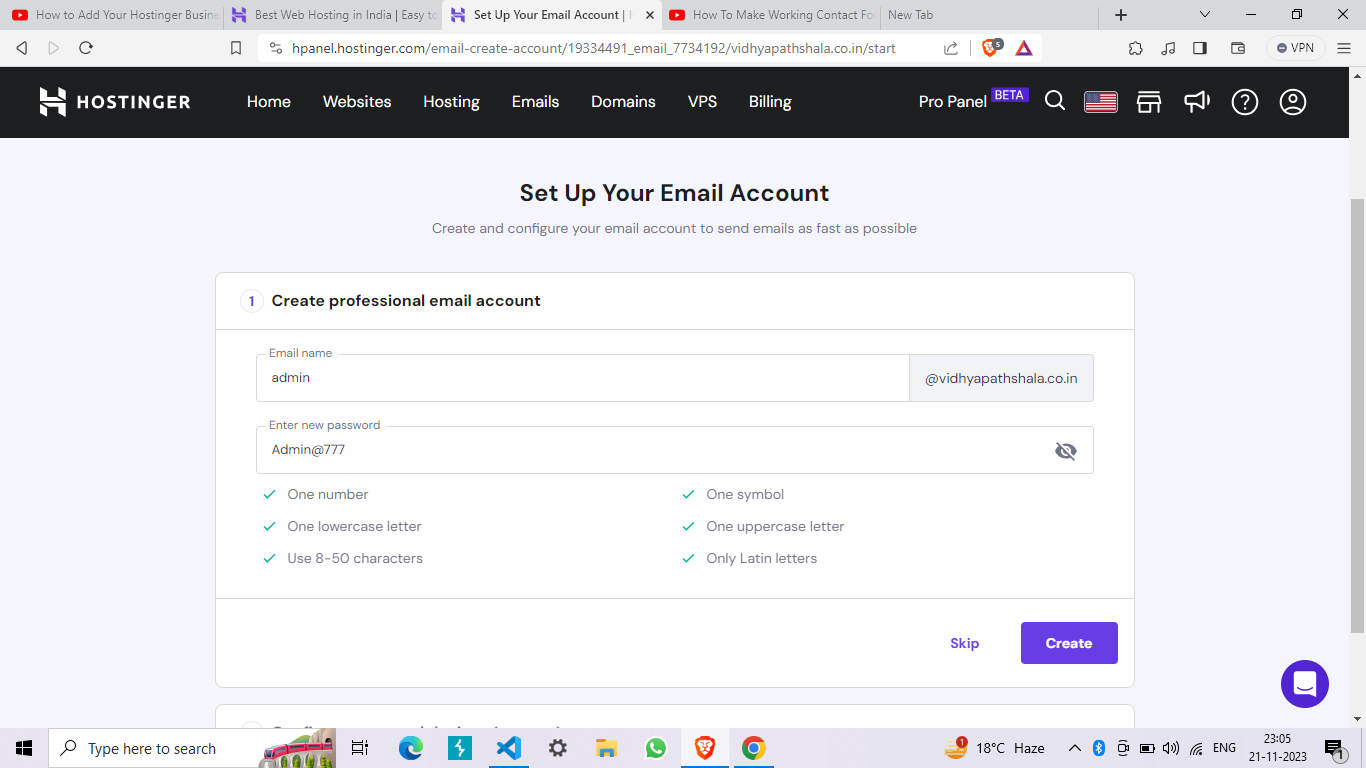 How to Add Your Hostinger Busine
Best Web Hosting in India | Easy to
Set Up Your Email Account |
How To Make Working Contact Fo
New Tab
hpanel.hostinger.com/email-create-account/19334491_email_7734192/vidhyapathshala.co.in/start
5
VPN
HOSTINGER
Home
Websites
Hosting
Emails
Domains
VPS
Billing
Pro Panel BETA
Set Up Your Email Account
Create and configure your email account to send emails as fast as possible
1 Create professional email account
Email name
admin
@vidhyapathshala.co.in
Enter new password
Admin@777
One number
One symbol
One lowercase letter
One uppercase letter
Use 8-50 characters
Only Latin letters
Skip
Create
Type here to search
1
18°C Haze
ENG
23:05
21-11-2023
1